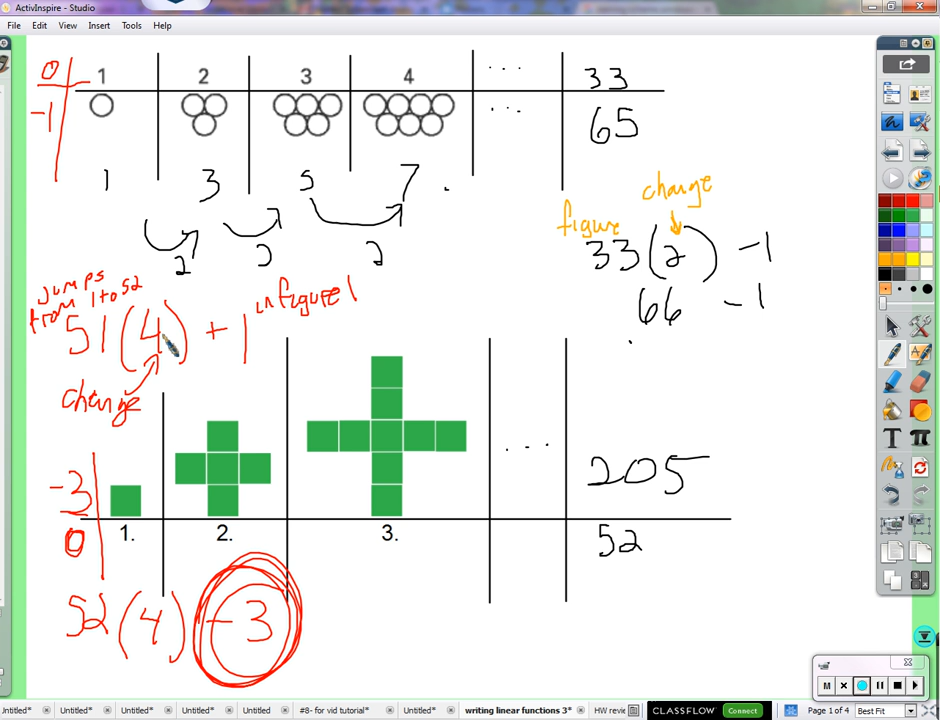 ActivInspire - Studio
File Edit View Insert Tools
0 1 2 3 4 ... 33
-1 ... 65
1 3 5 7 .
2 2 2
change
figure
33 (2) -1
66 -1
jumps
from 1 to 52
in figure 1
51 (4) + 1
change
... 205
-3
0 1. 2. 3. 52
52 (4) - 3
T π
M
Untitled* Untitled* Untitled* Untitled* Untitled #8- for vid tutorial* Untitled* writing linear functions 3* HW revie
CLASSFLOW Connect
Page 1 of 4 Best Fit